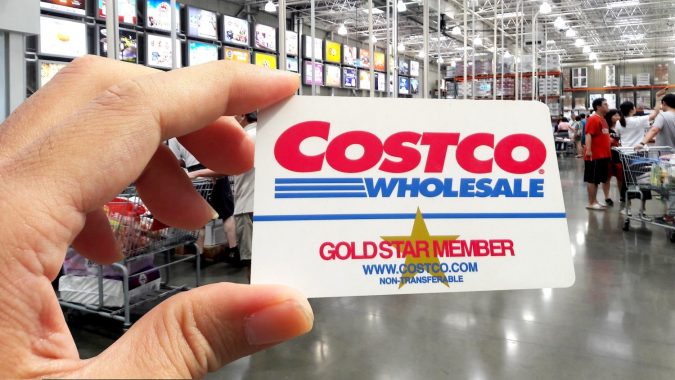 COSTCO
WHOLESALE
GOLD STAR MEMBER
WWW.COSTCO.COM
NON-TRANSFERABLE